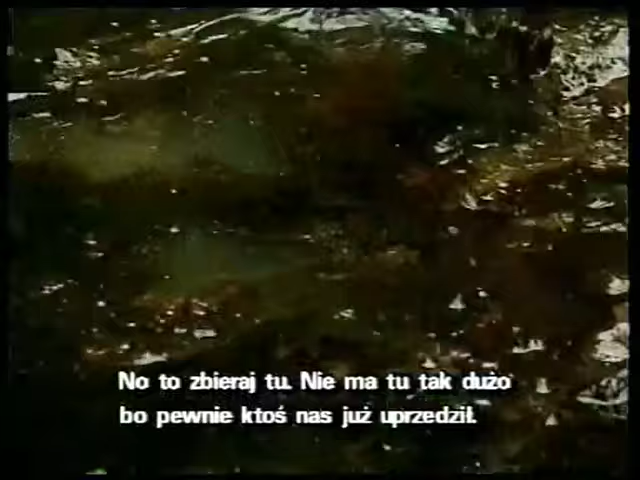 No to zbieraj tu. Nie ma tu tak dużo
bo pewnie ktoś nas już uprzedził.